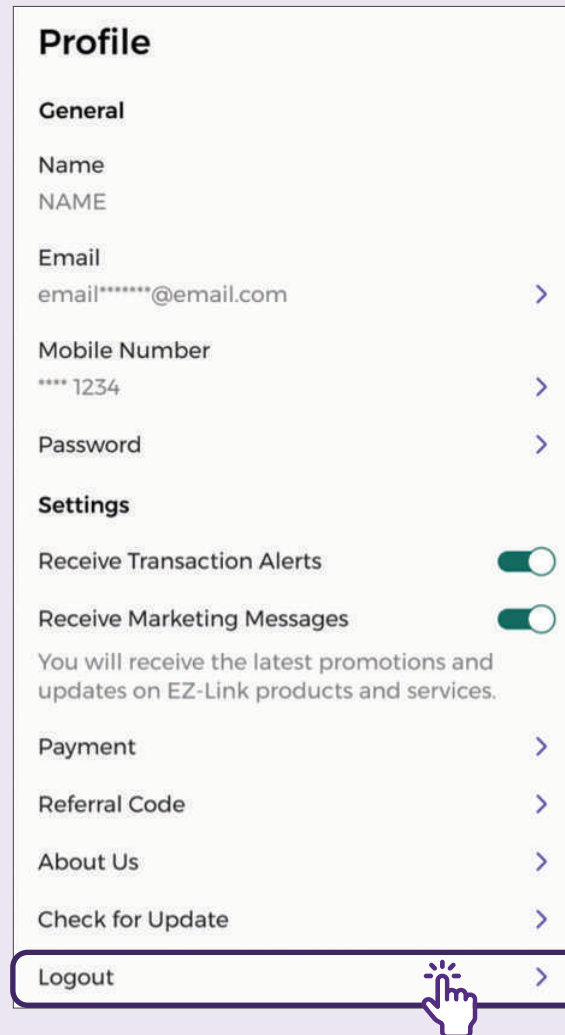 Profile
General
Name
NAME
Email
email*******@email.com
Mobile Number
**** 1234
Password
Settings
Receive Transaction Alerts
Receive Marketing Messages
You will receive the latest promotions and
updates on EZ-Link products and services.
Payment
Referral Code
About Us
Check for Update
Logout